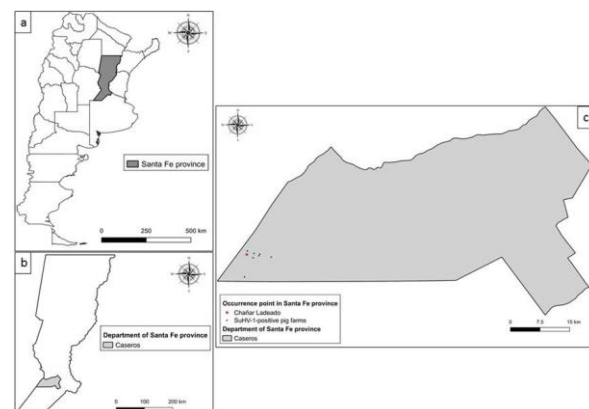 a
Santa Fe province
0 250 500 km
b
Department of Santa Fe province
Caseros
0 100 200 km
c
Occurrence point in Santa Fe province
Chañar Ladeado
SuHV-1-positive pig farms
Department of Santa Fe province
Caseros
0 7.5 15 km